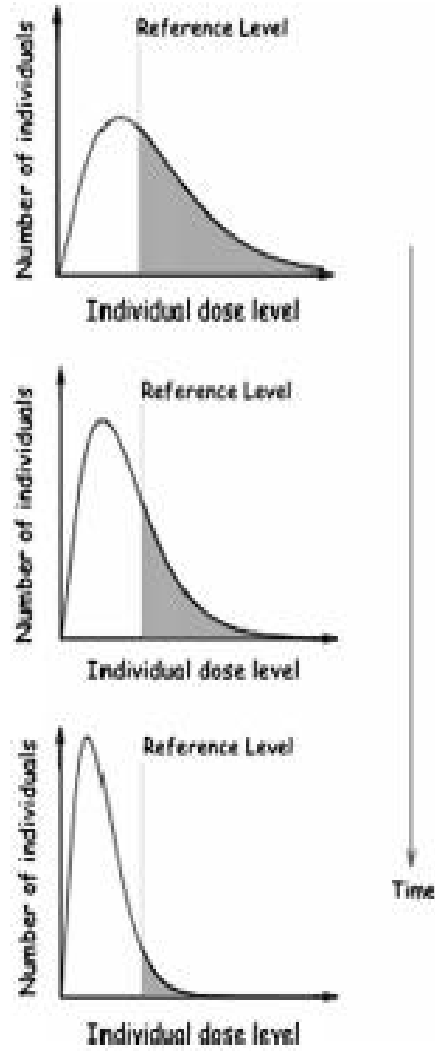 Reference Level
Number of individuals
Individual dose level
Reference Level
Number of individuals
Individual dose level
Reference Level
Number of individuals
Individual dose level
Time